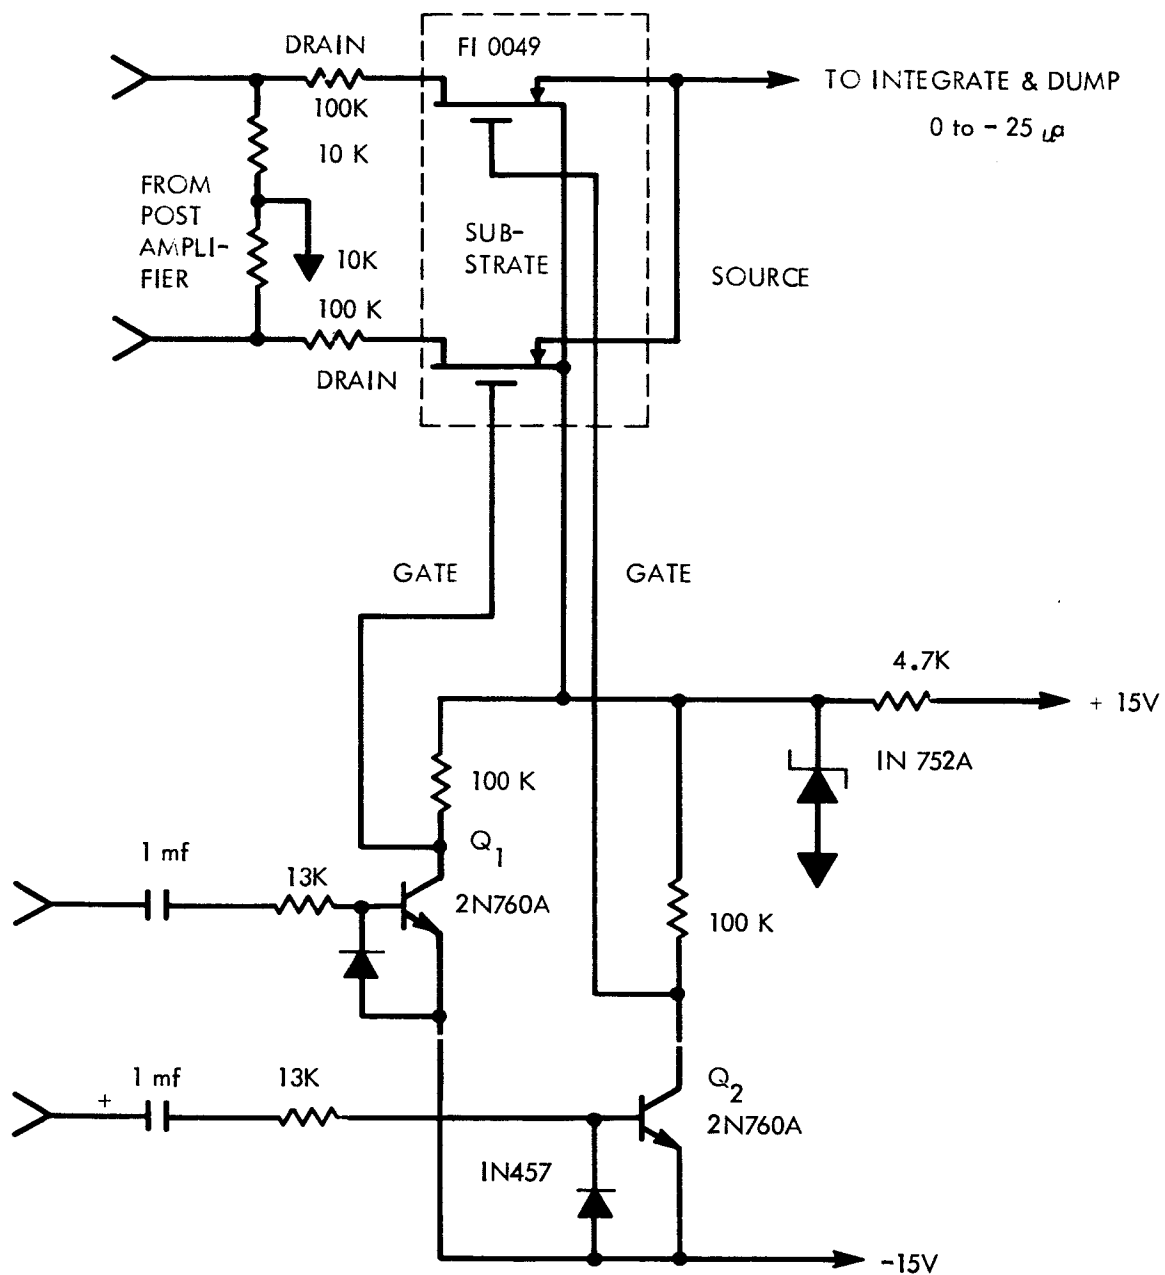 DRAIN
FI 0049
100K
TO INTEGRATE & DUMP
0 to - 25 μa
10 K
FROM
POST
AMPLI-
FIER
SUB-
STRATE
10K
SOURCE
100 K
DRAIN
GATE
GATE
4.7K
+ 15V
IN 752A
100 K
Q1
1 mf
13K
2N760A
100 K
1 mf
13K
+
Q2
2N760A
IN457
-15V